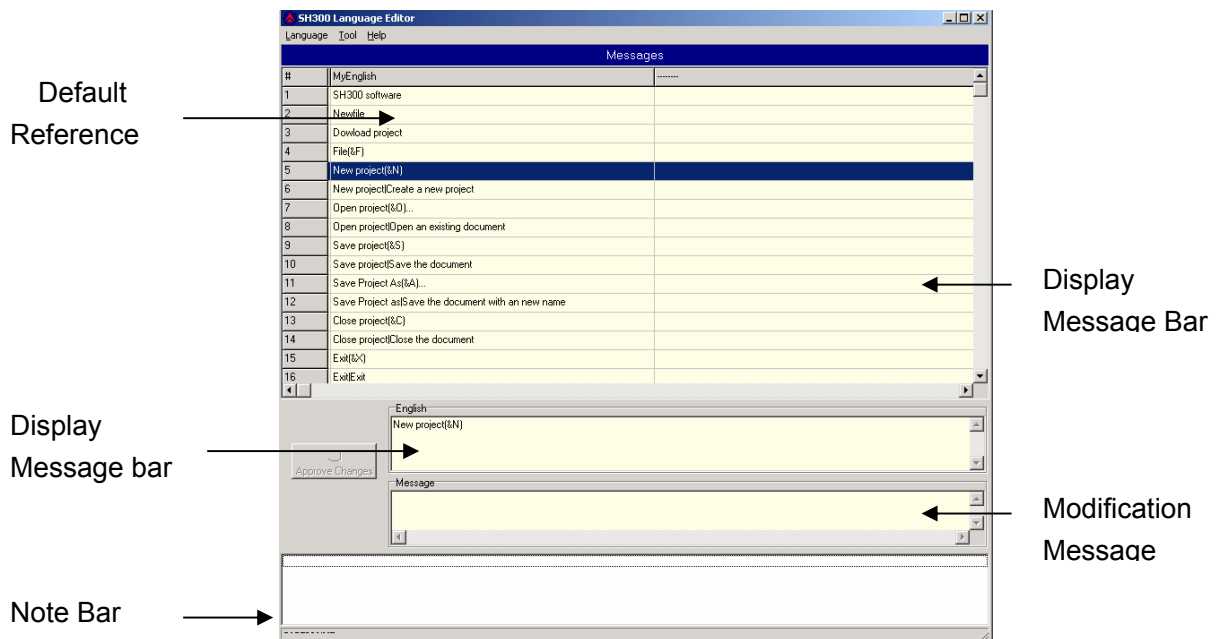 SH300 Language Editor
Language Tool Help
Messages
# MyEnglish --------
1 SH300 software
2 Newfile
3 Dowload project
4 File(&F)
5 New project(&N)
6 New project|Create a new project
7 Open project(&O)...
8 Open project|Open an existing document
9 Save project(&S)
10 Save project|Save the document
11 Save Project As(&A)...
12 Save Project as|Save the document with an new name
13 Close project(&C)
14 Close project|Close the document
15 Exit(&X)
16 Exit|Exit
Default
Reference
Display
Message Bar
English
New project(&N)
Display
Message bar
Approve Changes
Message
Modification
Message
Note Bar